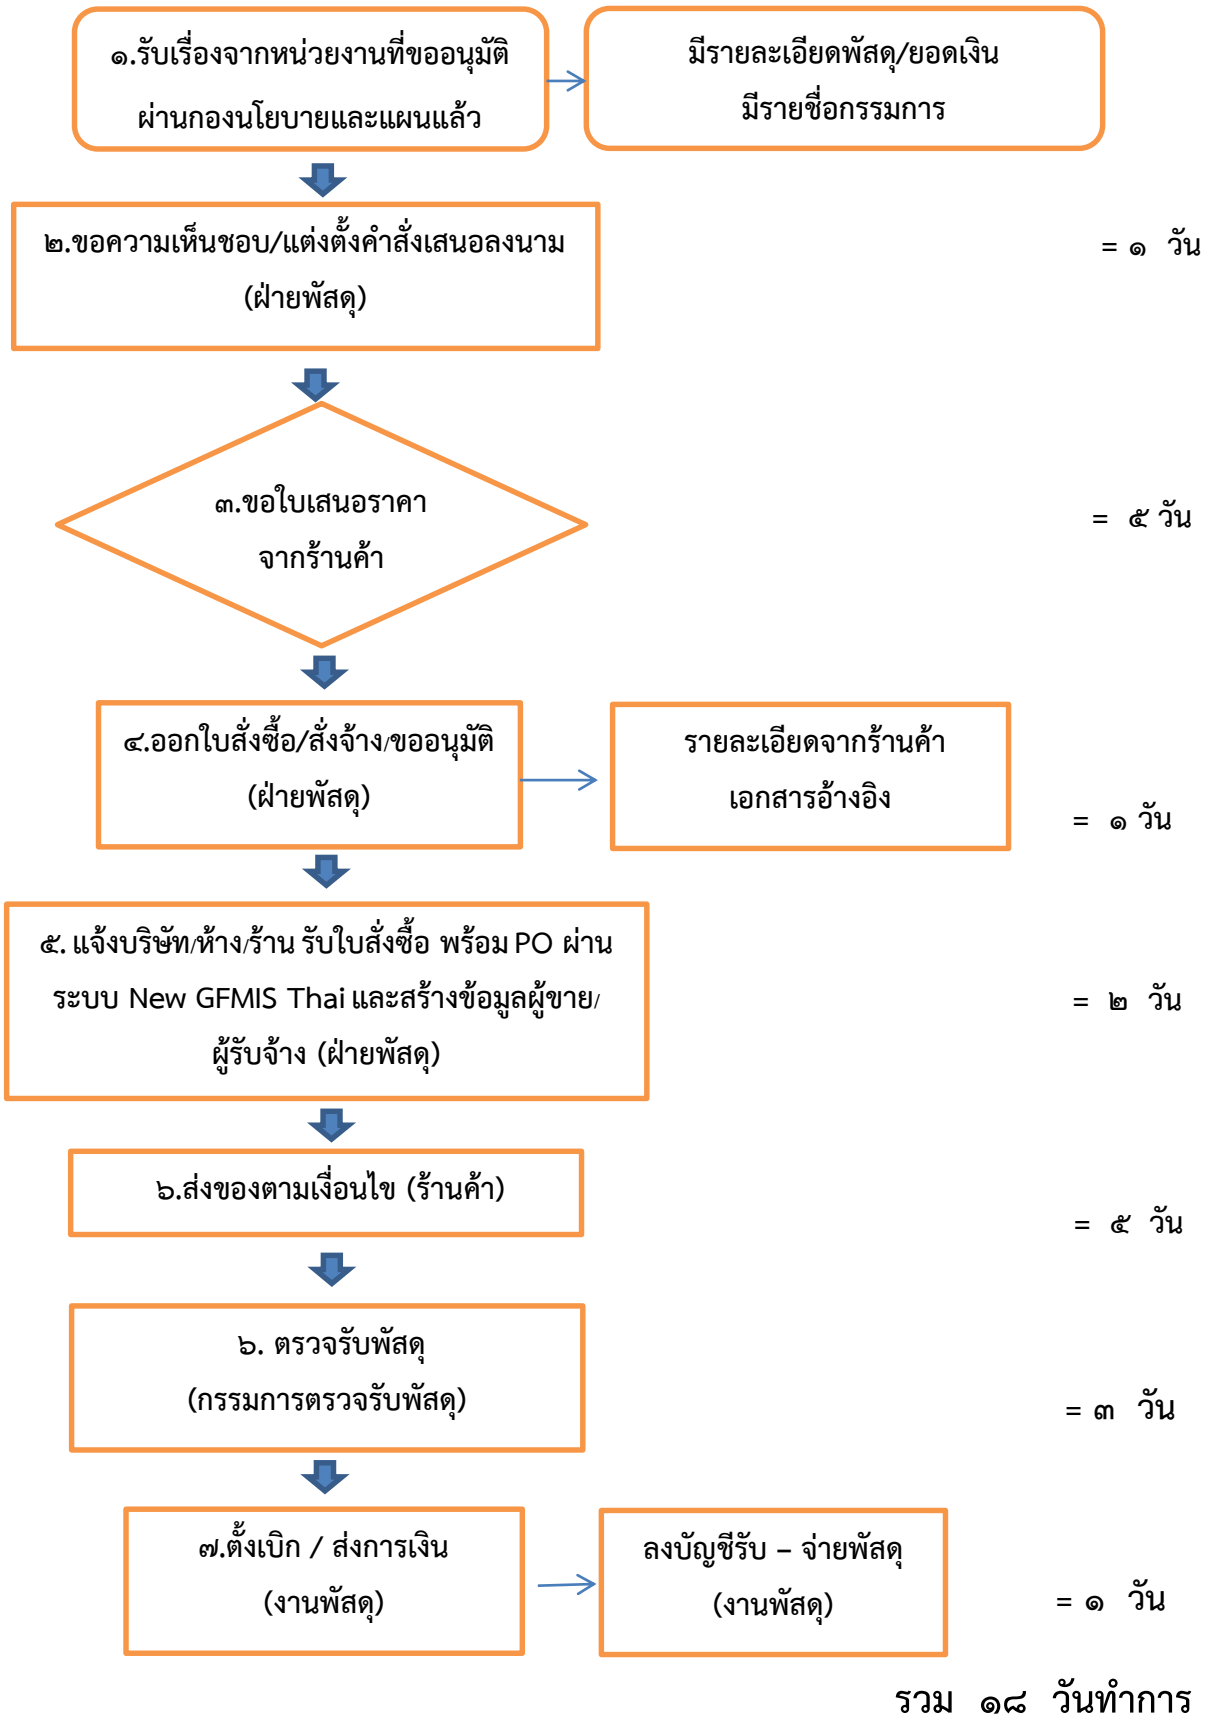 ๑.รับเรื่องจากหน่วยงานที่ขออนุมัติ
ผ่านกองนโยบายและแผนแล้ว
มีรายละเอียดพัสดุ/ยอดเงิน
มีรายชื่อกรรมการ
๒.ขอความเห็นชอบ/แต่งตั้งคำสั่งเสนอลงนาม
(ฝ่ายพัสดุ)
= ๑ วัน
๓.ขอใบเสนอราคา
จากร้านค้า
= ๕ วัน
๔.ออกใบสั่งซื้อ/สั่งจ้าง/ขออนุมัติ
(ฝ่ายพัสดุ)
รายละเอียดจากร้านค้า
เอกสารอ้างอิง
= ๑ วัน
๕. แจ้งบริษัท/ห้าง/ร้าน รับใบสั่งซื้อ พร้อม PO ผ่าน
ระบบ New GFMIS Thai และสร้างข้อมูลผู้ขาย/
ผู้รับจ้าง (ฝ่ายพัสดุ)
= ๒ วัน
๖.ส่งของตามเงื่อนไข (ร้านค้า)
= ๕ วัน
๖. ตรวจรับพัสดุ
(กรรมการตรวจรับพัสดุ)
= ๓ วัน
๗.ตั้งเบิก / ส่งการเงิน
(งานพัสดุ)
ลงบัญชีรับ – จ่ายพัสดุ
(งานพัสดุ)
= ๑ วัน
รวม ๑๘ วันทำการ